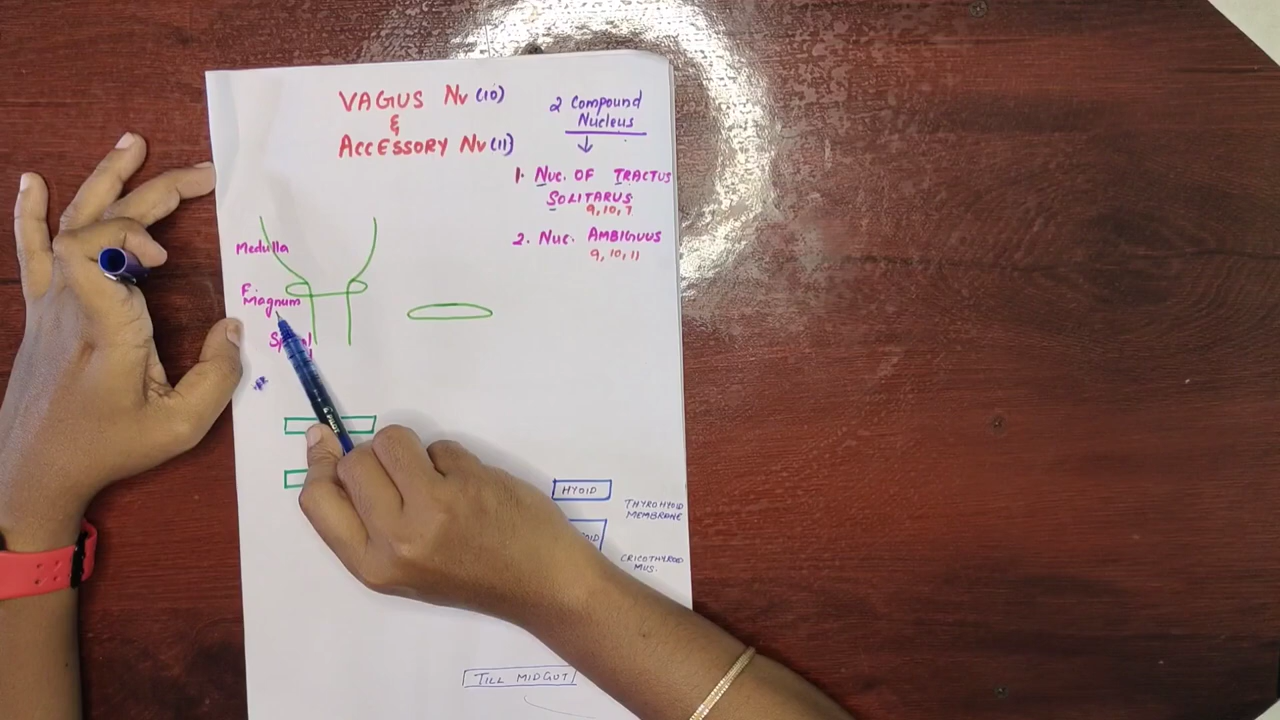 VAGUS Nv (10)
&
ACCESSORY Nv (11)
2 Compound
Nucleus
1. NUC. OF TRACTUS
SOLITARUS
9, 10, 7
2. NUC. AMBIGUUS
9, 10, 11
Medulla
F.
Magnum
HYOID
THYROHYOID
MEMBRANE
CRICOTHYROID
MUS.
TILL MIDGUT